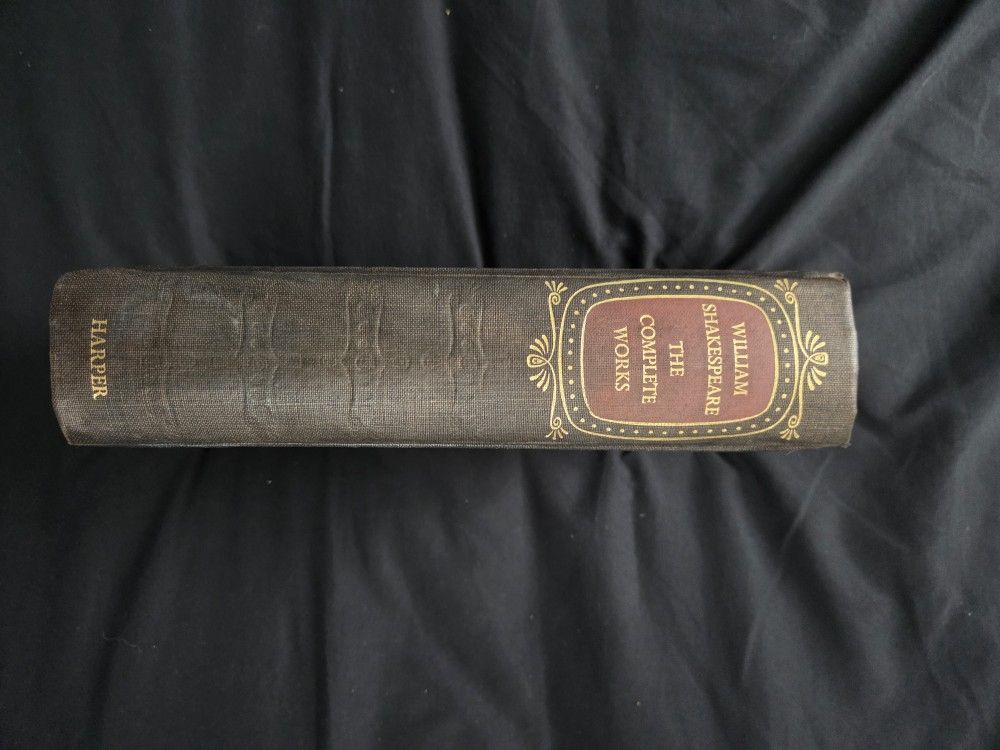 WILLIAM
SHAKESPEARE
THE
COMPLETE
WORKS
HARPER